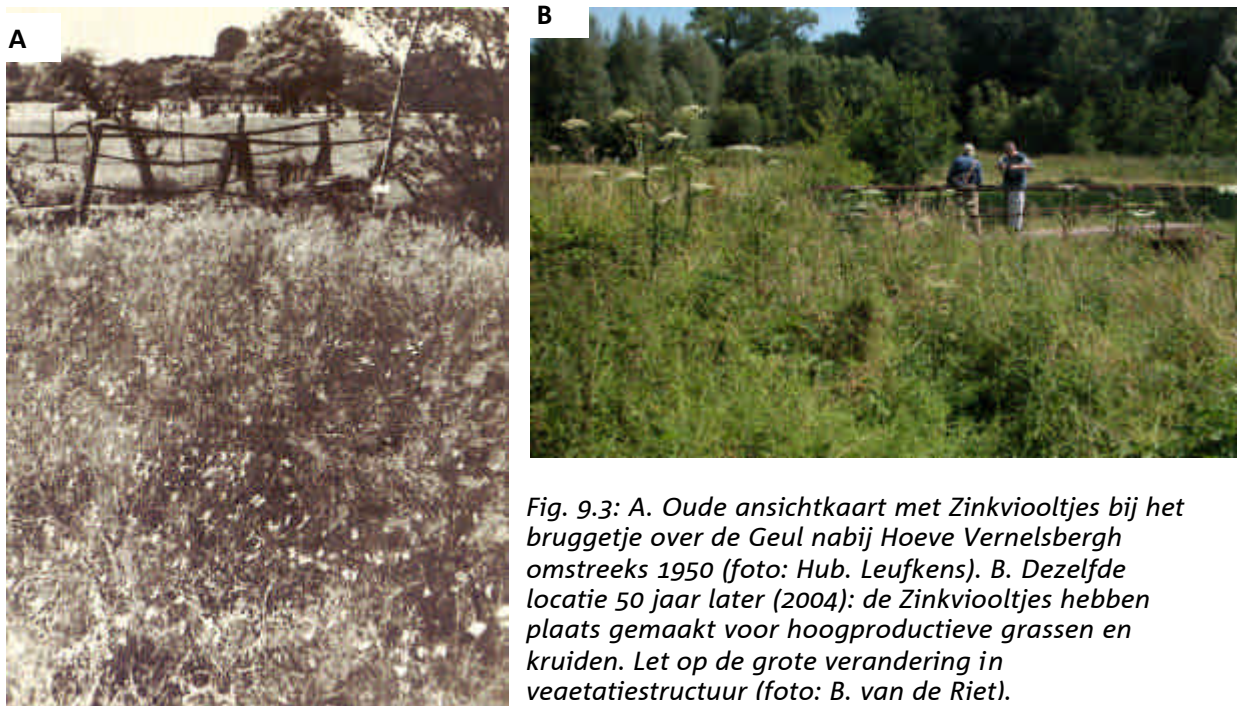 A
B
Fig. 9.3: A. Oude ansichtkaart met Zinkviooltjes bij het
bruggetje over de Geul nabij Hoeve Vernelsbergh
omstreeks 1950 (foto: Hub. Leufkens). B. Dezelfde
locatie 50 jaar later (2004): de Zinkviooltjes hebben
plaats gemaakt voor hoogproductieve grassen en
kruiden. Let op de grote verandering in
vegetatiestructuur (foto: B. van de Riet).